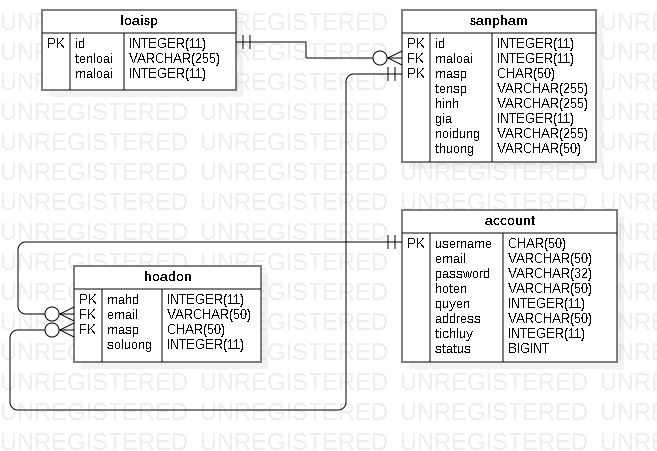 loaisp
PK id INTEGER(11)
tenloai VARCHAR(255)
maloai INTEGER(11)
sanpham
PK id INTEGER(11)
FK maloai INTEGER(11)
PK masp CHAR(50)
tensp VARCHAR(255)
hinh VARCHAR(255)
gia INTEGER(11)
noidung VARCHAR(255)
thuong VARCHAR(50)
account
PK username CHAR(50)
email VARCHAR(50)
password VARCHAR(32)
hoten VARCHAR(50)
quyen INTEGER(11)
address VARCHAR(50)
tichluy INTEGER(11)
status BIGINT
hoadon
PK mahd INTEGER(11)
FK email VARCHAR(50)
FK masp CHAR(50)
soluong INTEGER(11)
UNREGISTERED